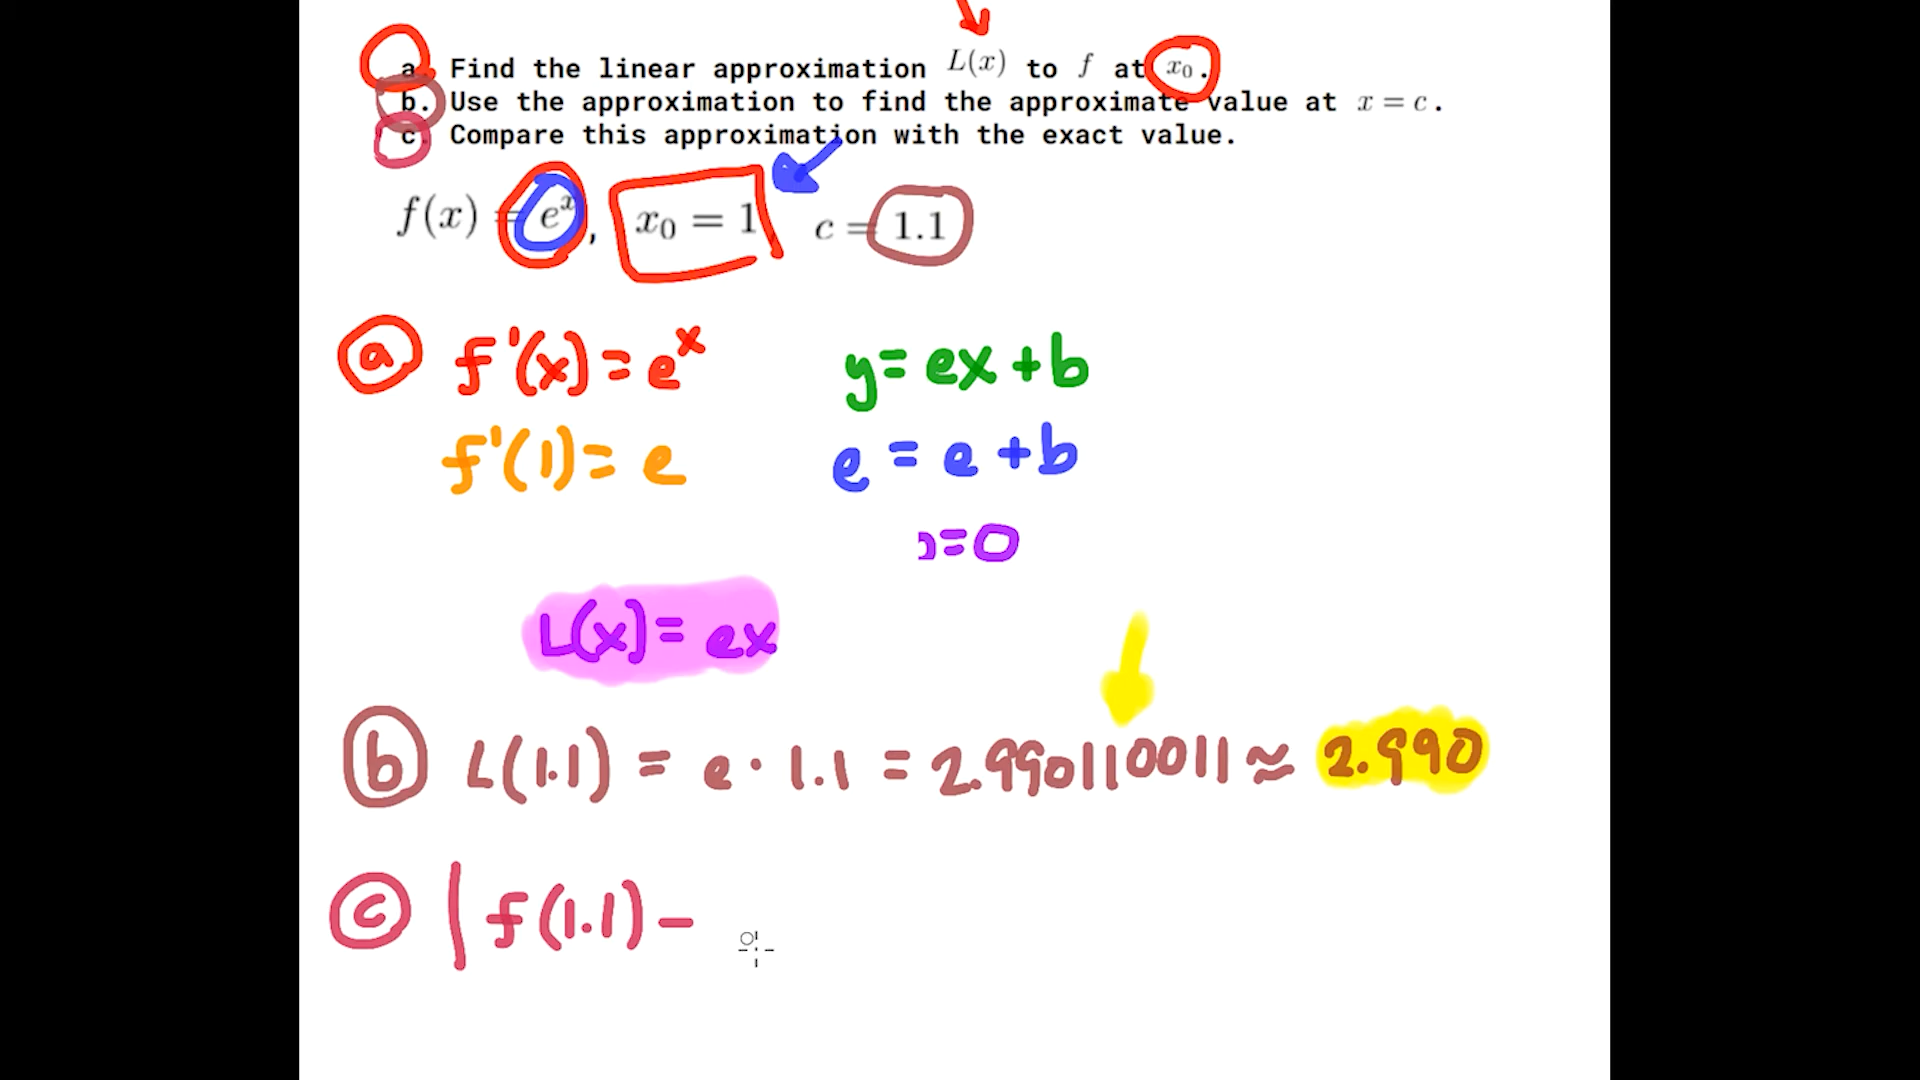 a. Find the linear approximation L(x) to f at x₀.
b. Use the approximation to find the approximate value at x = c.
c. Compare this approximation with the exact value.
f(x) = eˣ, x₀ = 1 c = 1.1
a f'(x) = eˣ y = ex + b
f'(1) = e e = e + b
=0
L(x) = ex
b L(1.1) = e · 1.1 = 2.990110011 ≈ 2.990
c | f(1.1) –